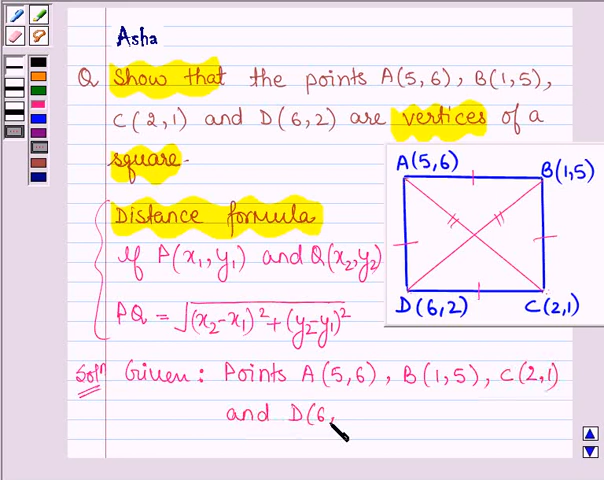 Asha
Q Show that the points A(5,6), B(1,5),
C(2,1) and D(6,2) are vertices of a
square.
A(5,6)
B(1,5)
D(6,2)
C(2,1)
Distance formula
If P(x₁,y₁) and Q(x₂,y₂)
PQ = √(x₂-x₁)²+(y₂-y₁)²
Solⁿ Given: Points A(5,6), B(1,5), C(2,1)
and D(6,